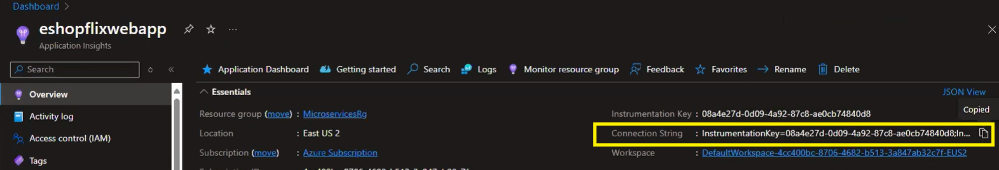 Dashboard >
eshopflixwebapp ...
Application Insights
Search
Application Dashboard Getting started Search Logs Monitor resource group Feedback Favorites Rename Delete
Overview
Activity log
Access control (IAM)
Tags
Essentials
JSON View
Copied
Resource group (move) : MicroservicesRg
Instrumentation Key : 08a4e27d-0d09-4a92-87c8-ae0cb74840d8
Location : East US 2
Connection String : InstrumentationKey=08a4e27d-0d09-4a92-87c8-ae0cb74840d8;In...
Subscription (move) : Azure Subscription
Workspace : DefaultWorkspace-4cc400bc-8706-4682-b513-3a847ab32c7f-EUS2